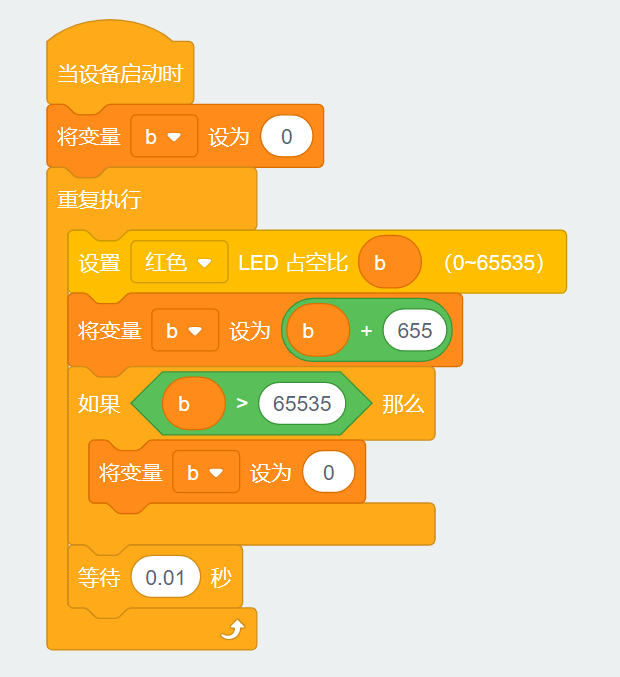 当设备启动时
将变量 b 设为 0
重复执行
设置 红色 LED 占空比 b （0~65535）
将变量 b 设为 b + 655
如果 b > 65535 那么
将变量 b 设为 0
等待 0.01 秒